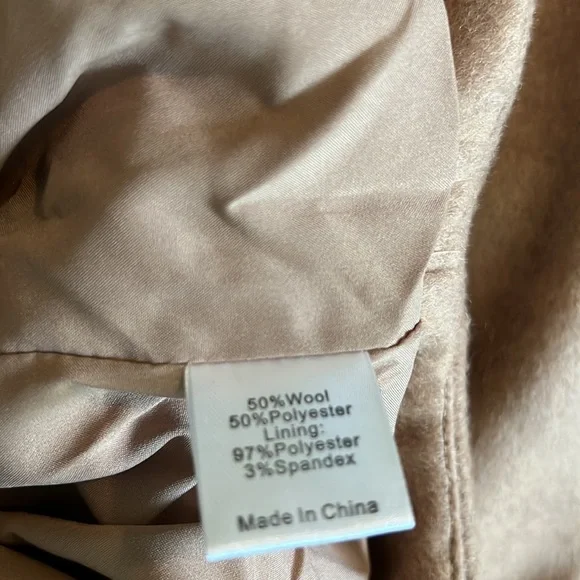 50%Wool
50%Polyester
Lining:
97%Polyester
3%Spandex
Made In China